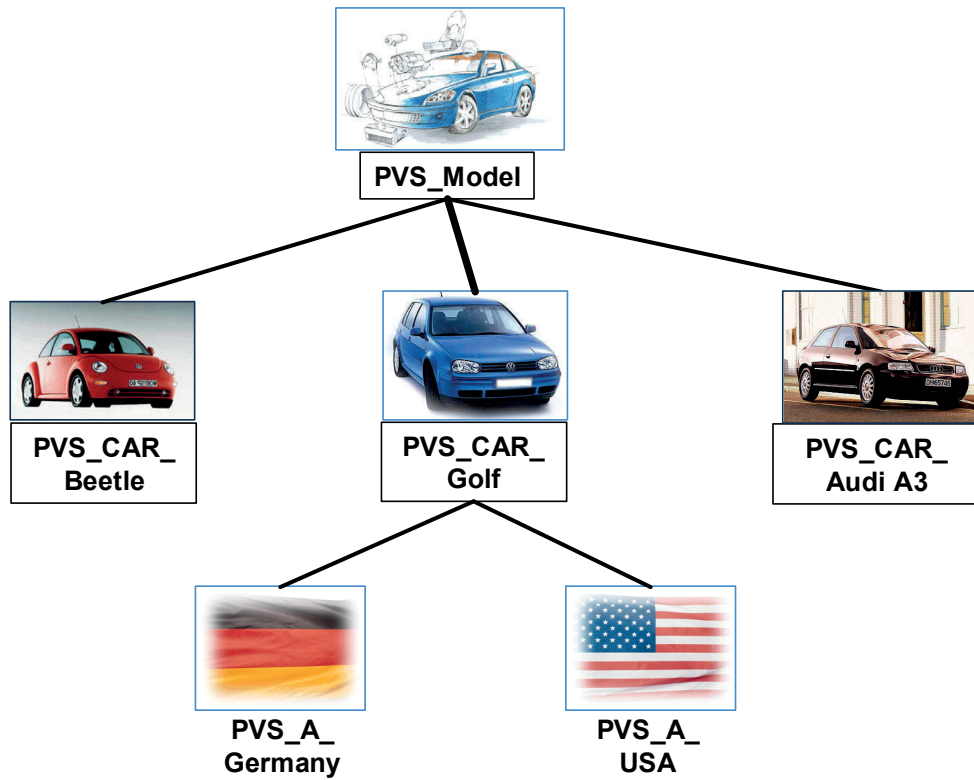 PVS_Model
PVS_CAR_
Beetle
PVS_CAR_
Golf
PVS_CAR_
Audi A3
PVS_A_
Germany
PVS_A_
USA